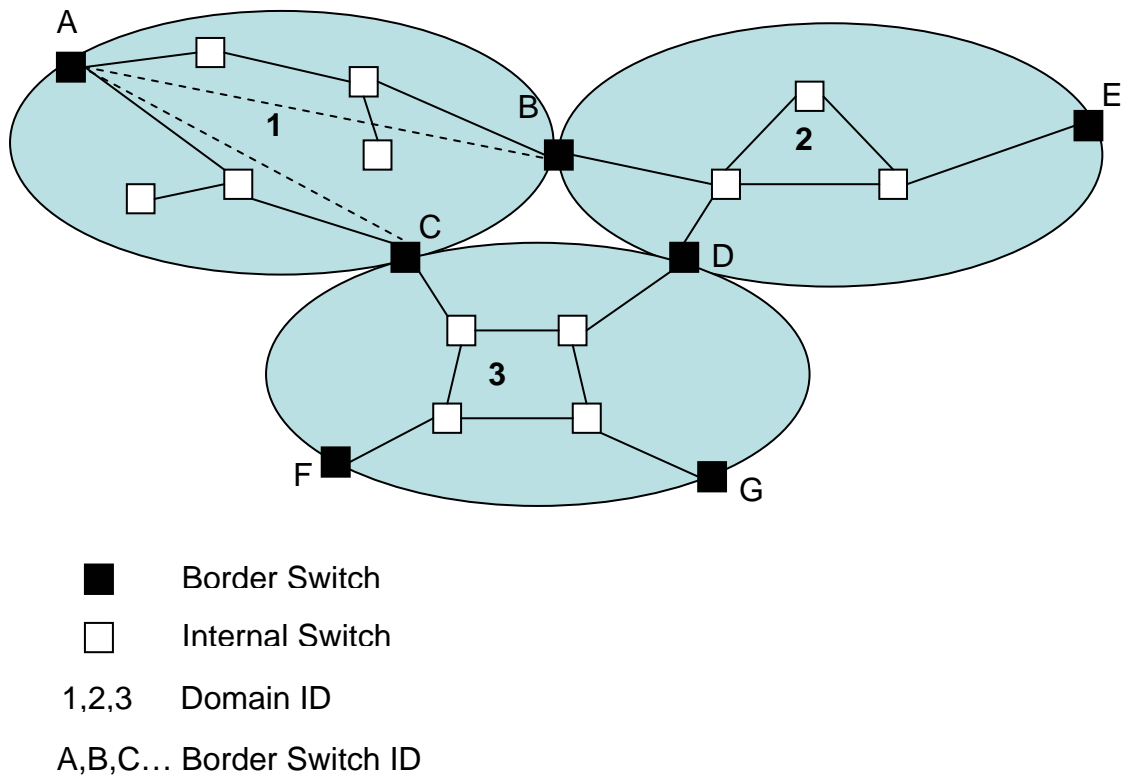 A
1
B
2
E
C
D
3
F
G
Border Switch
Internal Switch
1,2,3 Domain ID
A,B,C… Border Switch ID